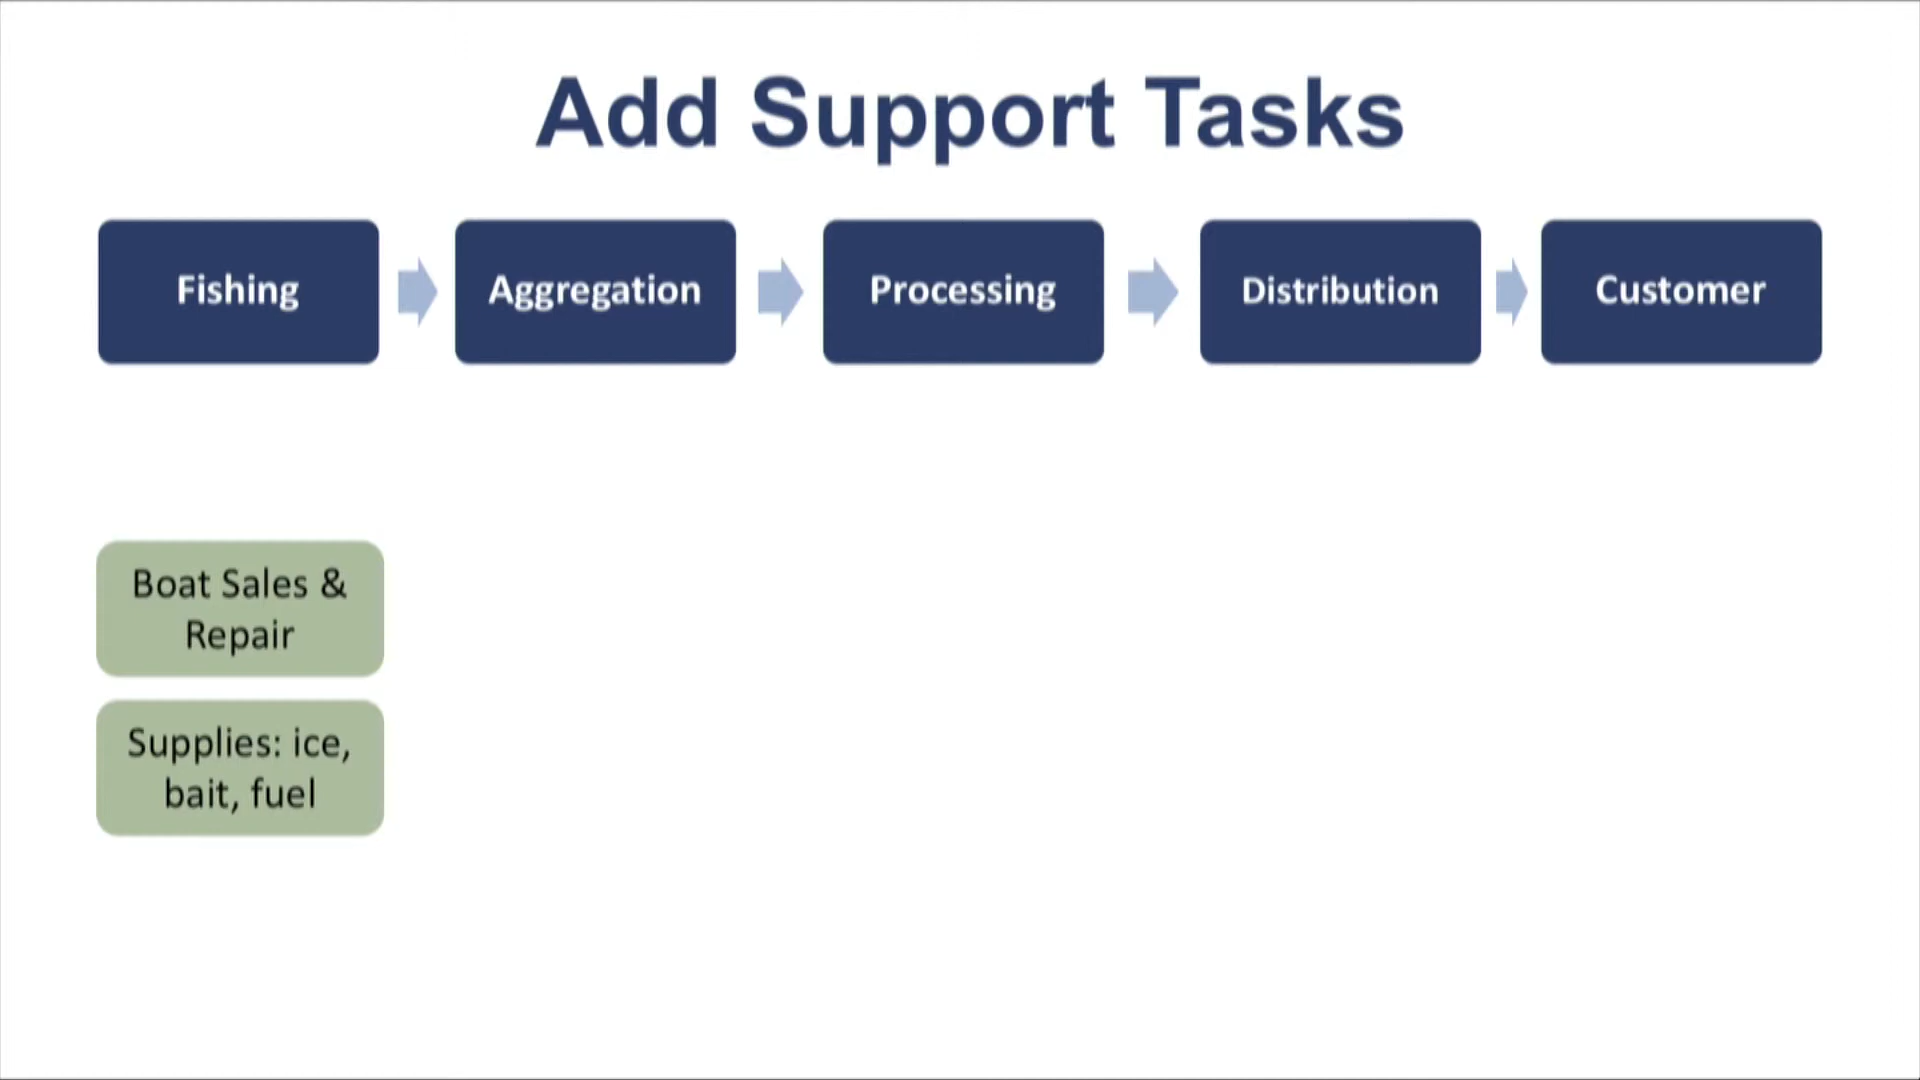 Add Support Tasks
Fishing
Aggregation
Processing
Distribution
Customer
Boat Sales &
Repair
Supplies: ice,
bait, fuel